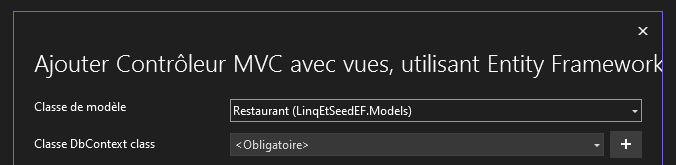 Ajouter Contrôleur MVC avec vues, utilisant Entity Framework
Classe de modèle
Restaurant (LinqEtSeedEF.Models)
Classe DbContext class
<Obligatoire>